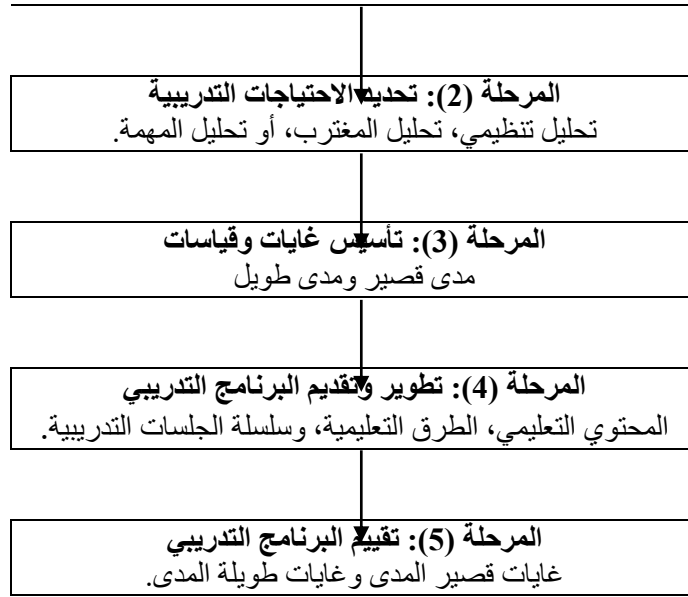 المرحلة (2): تحديد الاحتياجات التدريبية
تحليل تنظيمي، تحليل المغترب، أو تحليل المهمة.
المرحلة (3): تأسيس غايات وقياسات
مدى قصير ومدى طويل
المرحلة (4): تطوير وتقديم البرنامج التدريبي
المحتوي التعليمي، الطرق التعليمية، وسلسلة الجلسات التدريبية.
المرحلة (5): تقييم البرنامج التدريبي
غايات قصير المدى وغايات طويلة المدى.